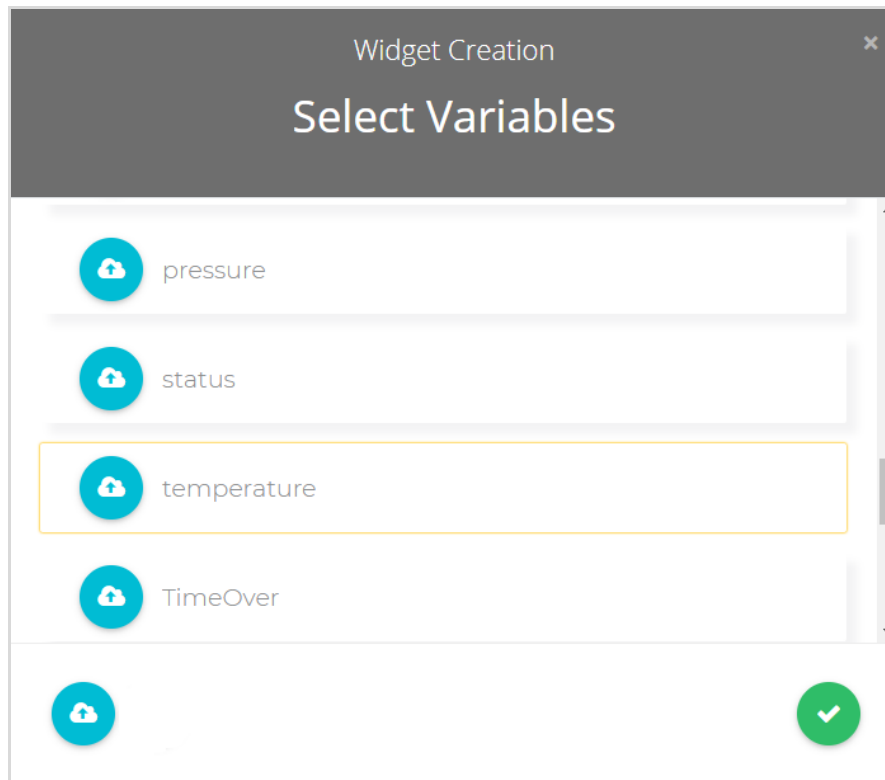 Widget Creation
Select Variables
pressure
status
temperature
TimeOver